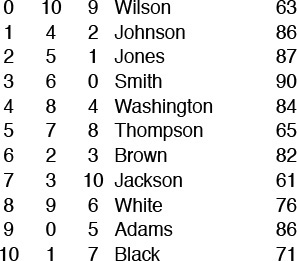 0 10 9 Wilson 63
1 4 2 Johnson 86
2 5 1 Jones 87
3 6 0 Smith 90
4 8 4 Washington 84
5 7 8 Thompson 65
6 2 3 Brown 82
7 3 10 Jackson 61
8 9 6 White 76
9 0 5 Adams 86
10 1 7 Black 71